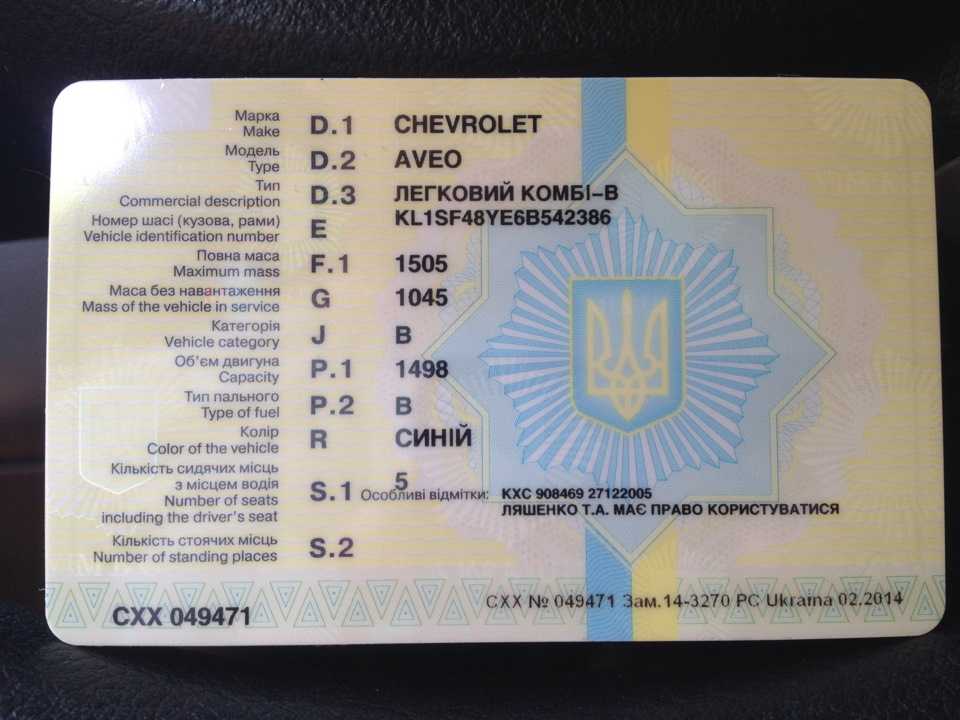 Марка
Make D.1 CHEVROLET
Модель
Type D.2 AVEO
Тип
Commercial description D.3 ЛЕГКОВИЙ КОМБІ-В
Номер шасі (кузова, рами)
Vehicle identification number E KL1SF48YE6B542386
Повна маса
Maximum mass F.1 1505
Маса без навантаження
Mass of the vehicle in service G 1045
Категорія
Vehicle category J B
Об'єм двигуна
Capacity P.1 1498
Тип пального
Type of fuel P.2 B
Колір
Color of the vehicle R СИНІЙ
Кількість сидячих місць
з місцем водія
Number of seats
including the driver's seat S.1 5
Особливі відмітки: КХС 908469 27122005
ЛЯШЕНКО Т.А. МАЄ ПРАВО КОРИСТУВАТИСЯ
Кількість стоячих місць
Number of standing places S.2
СХХ № 049471 Зам.14-3270 РС Ukraina 02.2014
СХХ 049471